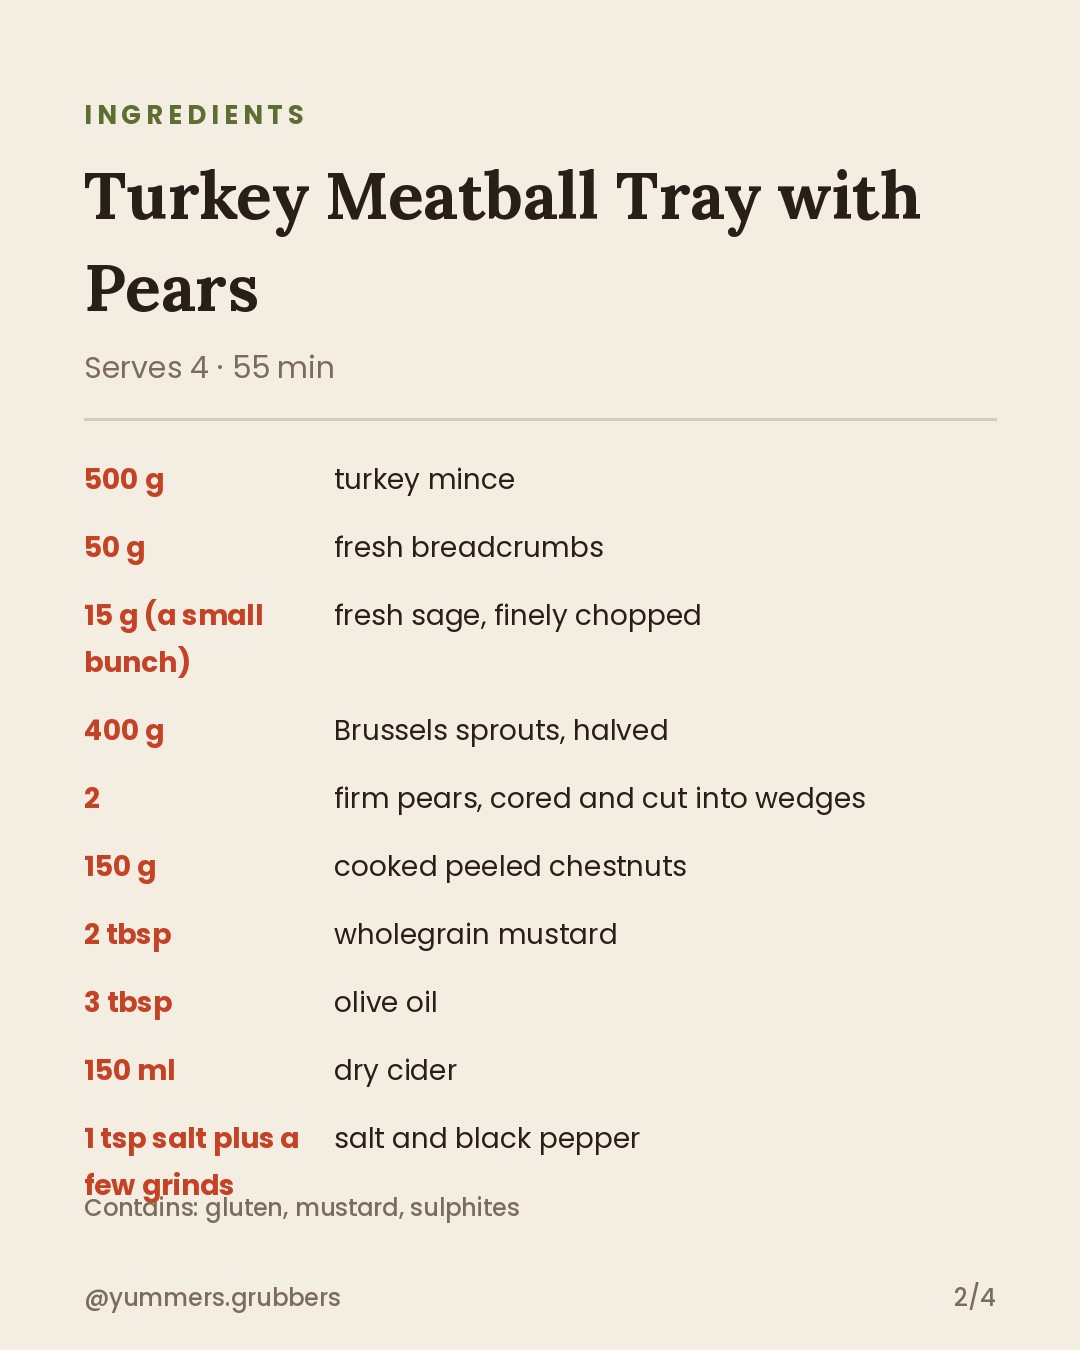 INGREDIENTS
Turkey Meatball Tray with
Pears
Serves 4 · 55 min
500 g turkey mince
50 g fresh breadcrumbs
15 g (a small fresh sage, finely chopped
bunch)
400 g Brussels sprouts, halved
2 firm pears, cored and cut into wedges
150 g cooked peeled chestnuts
2 tbsp wholegrain mustard
3 tbsp olive oil
150 ml dry cider
1 tsp salt plus a salt and black pepper
few grinds
Contains: gluten, mustard, sulphites
@yummers.grubbers 2/4